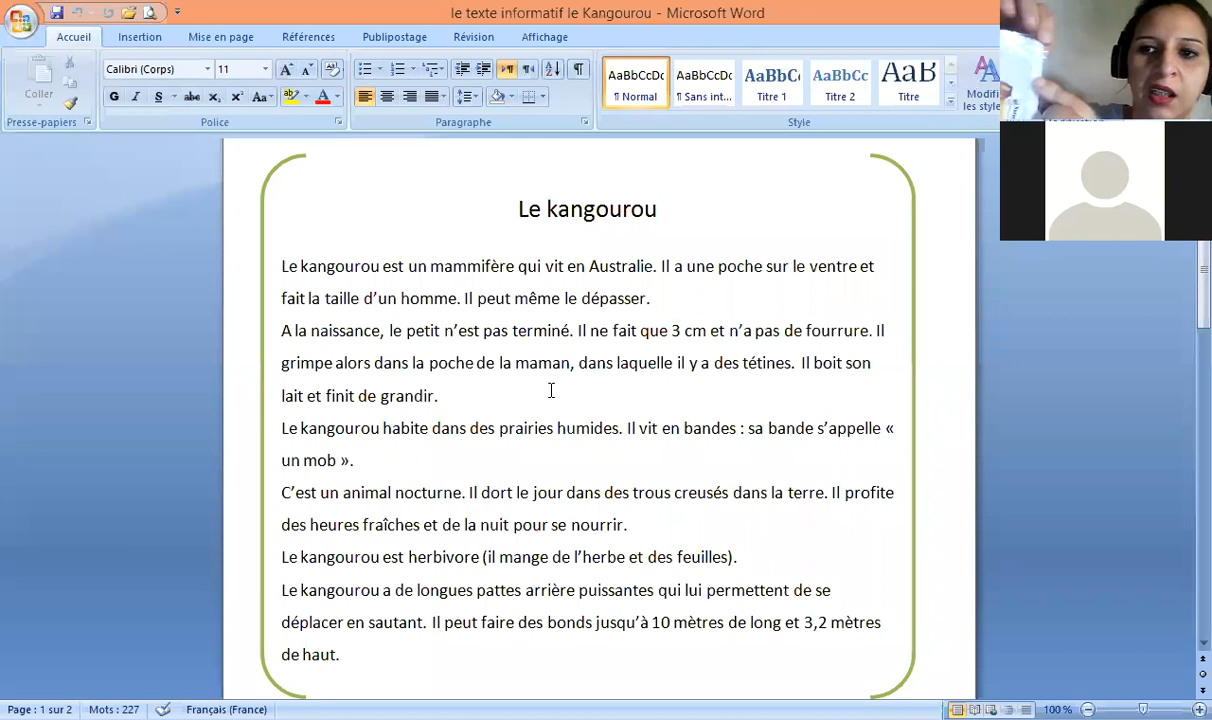 le texte informatif le Kangourou - Microsoft Word
Accueil Insertion Mise en page Références Publipostage Révision Affichage
Coller
Presse-papiers
Calibri (Corps) 11
G I S abc X₂ X² Aa A
Police
Paragraphe
AaBbCcDc AaBbCcDc AaBbCc AaBbCc AaB
¶ Normal ¶ Sans int... Titre 1 Titre 2 Titre
Modifi
les style
Style
Le kangourou
Le kangourou est un mammifère qui vit en Australie. Il a une poche sur le ventre et
fait la taille d’un homme. Il peut même le dépasser.
A la naissance, le petit n’est pas terminé. Il ne fait que 3 cm et n’a pas de fourrure. Il
grimpe alors dans la poche de la maman, dans laquelle il y a des tétines. Il boit son
lait et finit de grandir.
Le kangourou habite dans des prairies humides. Il vit en bandes : sa bande s’appelle «
un mob ».
C’est un animal nocturne. Il dort le jour dans des trous creusés dans la terre. Il profite
des heures fraîches et de la nuit pour se nourrir.
Le kangourou est herbivore (il mange de l’herbe et des feuilles).
Le kangourou a de longues pattes arrière puissantes qui lui permettent de se
déplacer en sautant. Il peut faire des bonds jusqu’à 10 mètres de long et 3,2 mètres
de haut.
Page : 1 sur 2 Mots : 227 Français (France) 100 %